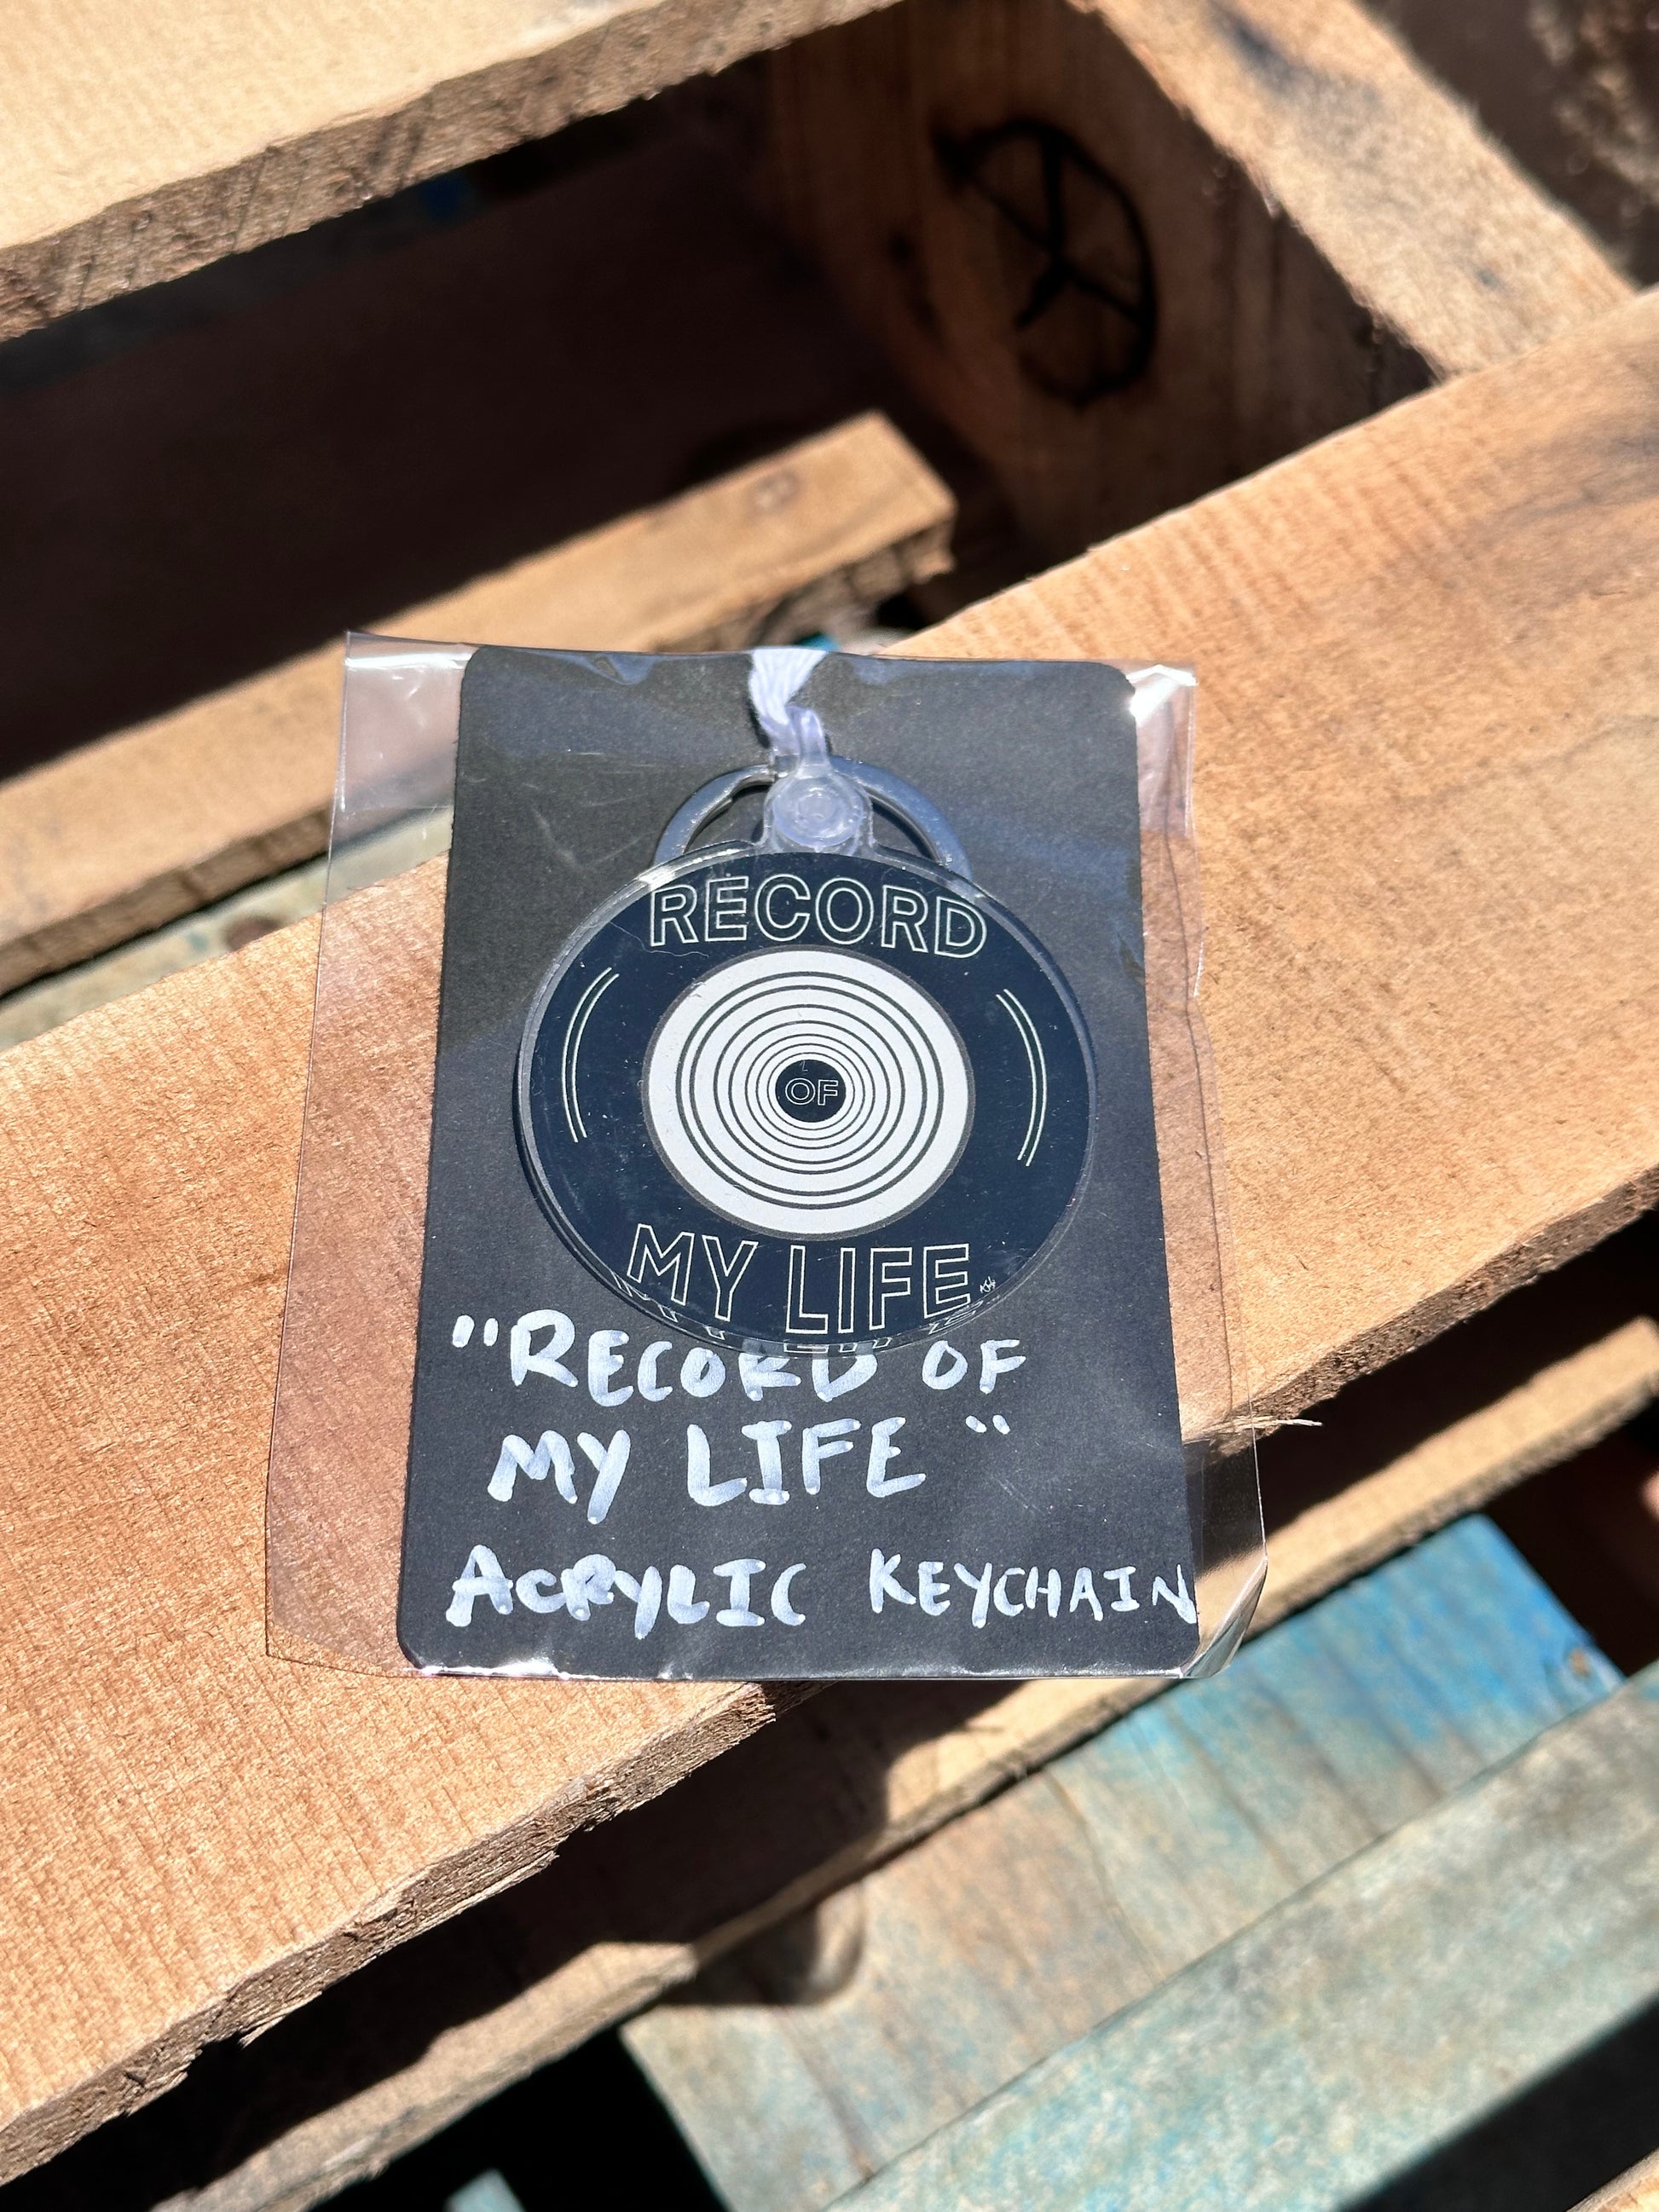 RECORD
OF
MY LIFE
"RECORD OF
MY LIFE"
ACRYLIC KEYCHAIN